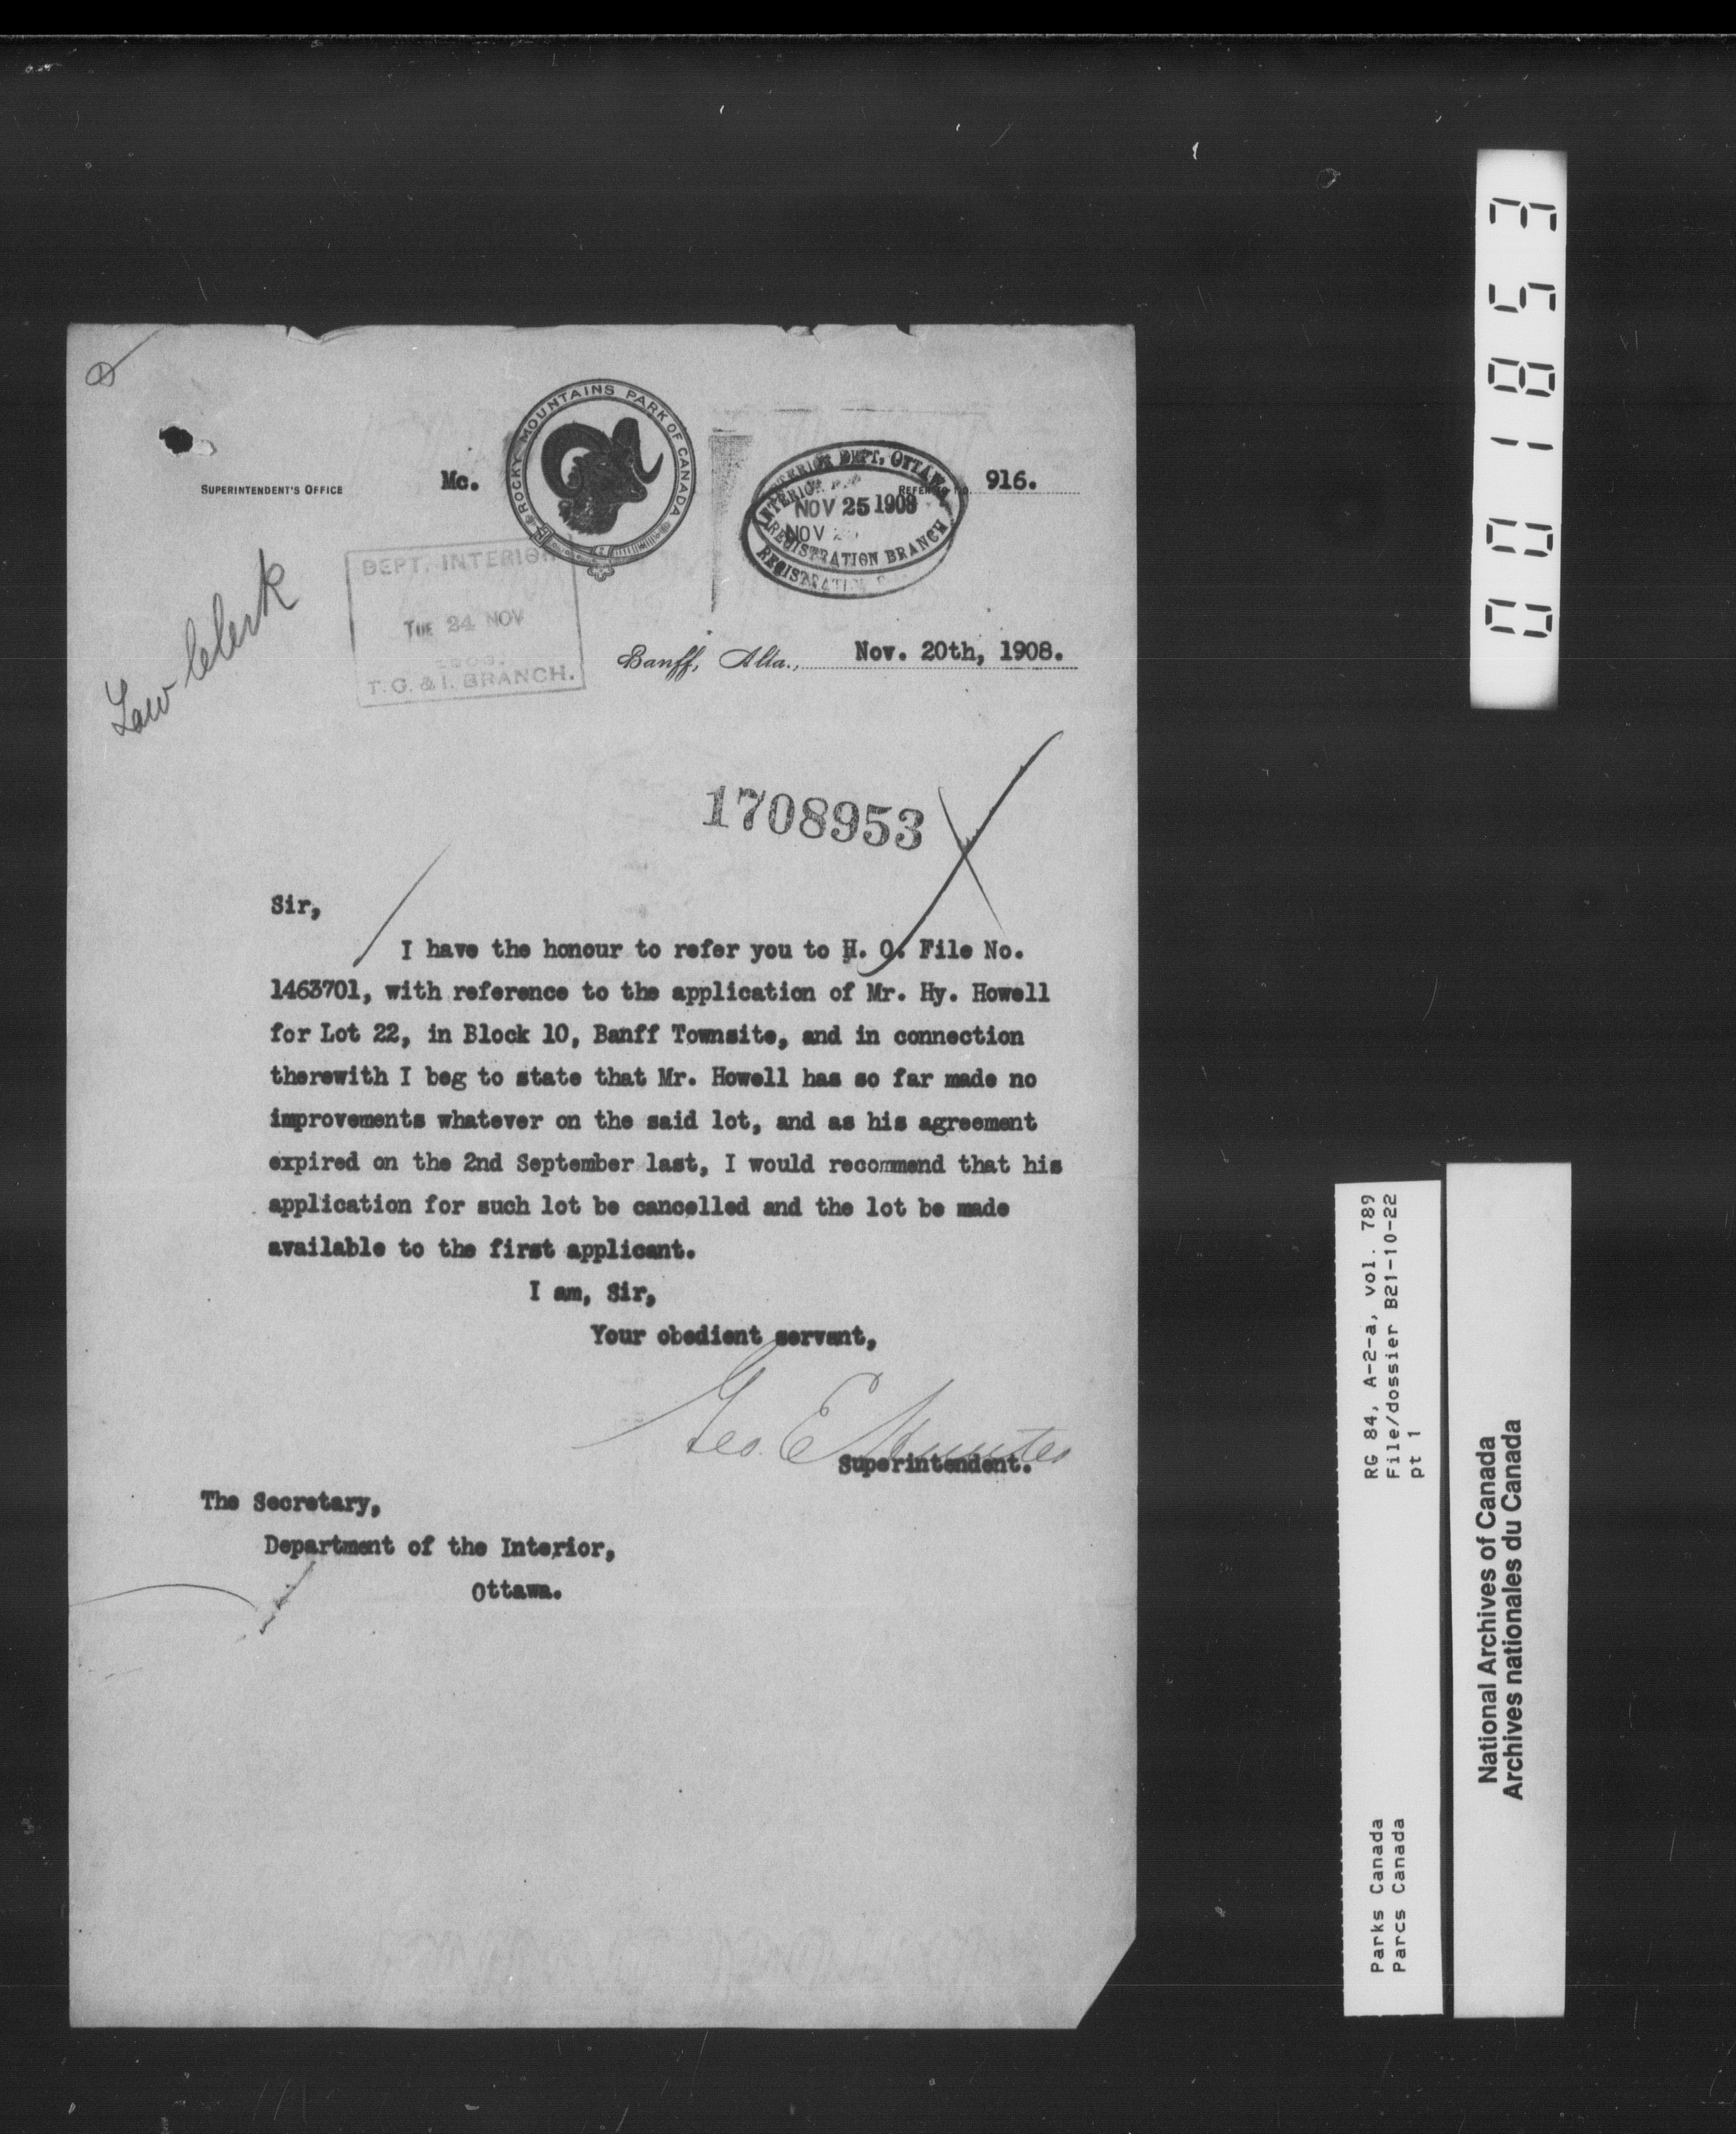 SUPERINTENDENT'S OFFICE
Mc.
ROCKY MOUNTAINS PARK OF CANADA
INTERIOR DEPT, OTTAWA
NOV 25 1908
NOV
REGISTRATION BRANCH
REFERENCE NO. 916.
DEPT. INTERIOR
TUE 24 NOV
1908.
T. G. & I. BRANCH.
Law Clerk
Banff, Alta., Nov. 20th, 1908.
1708953
Sir,
I have the honour to refer you to H. O. File No.
1463701, with reference to the application of Mr. Hy. Howell
for Lot 22, in Block 10, Banff Townsite, and in connection
therewith I beg to state that Mr. Howell has so far made no
improvements whatever on the said lot, and as his agreement
expired on the 2nd September last, I would recommend that his
application for such lot be cancelled and the lot be made
available to the first applicant.
I am, Sir,
Your obedient servant,
Geo. E Hunter
Superintendent.
The Secretary,
Department of the Interior,
Ottawa.
001853
RG 84, A-2-a, vol. 789
File/dossier B21-10-22
pt 1
Parks Canada
Parcs Canada
National Archives of Canada
Archives nationales du Canada